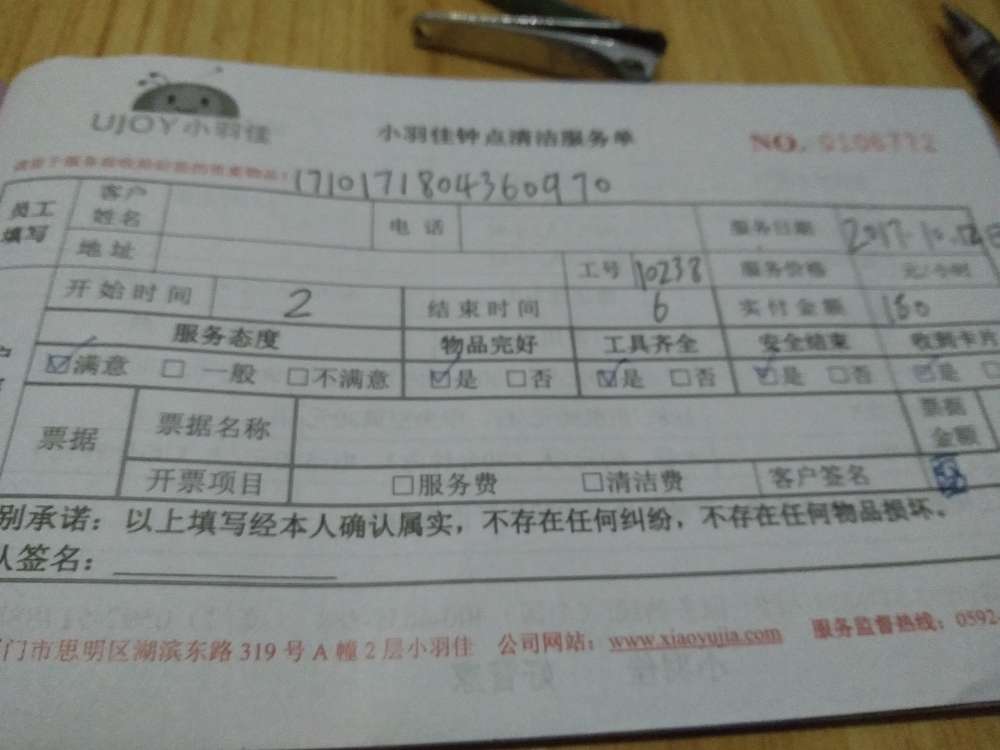 UJOY小羽佳
小羽佳钟点清洁服务单
NO. 0106772
171017180436097 0
员工填写 客户姓名 电话 服务日期 2017.10.
地址 工号 10238 服务价格 元/小时
开始时间 2 结束时间 6 实付金额 150
服务态度 物品完好 工具齐全 安全结束 收到卡片
☑满意 □一般 □不满意 ☑是 □否 ☑是 □否 ☑是 □否 ☑是
票据 票据名称 票据金额
开票项目 □服务费 □清洁费 客户签名
别承诺：以上填写经本人确认属实，不存在任何纠纷，不存在任何物品损坏。
人签名：
门市思明区湖滨东路319号A幢2层小羽佳 公司网站：www.xiaoyujia.com 服务监督热线：0592-